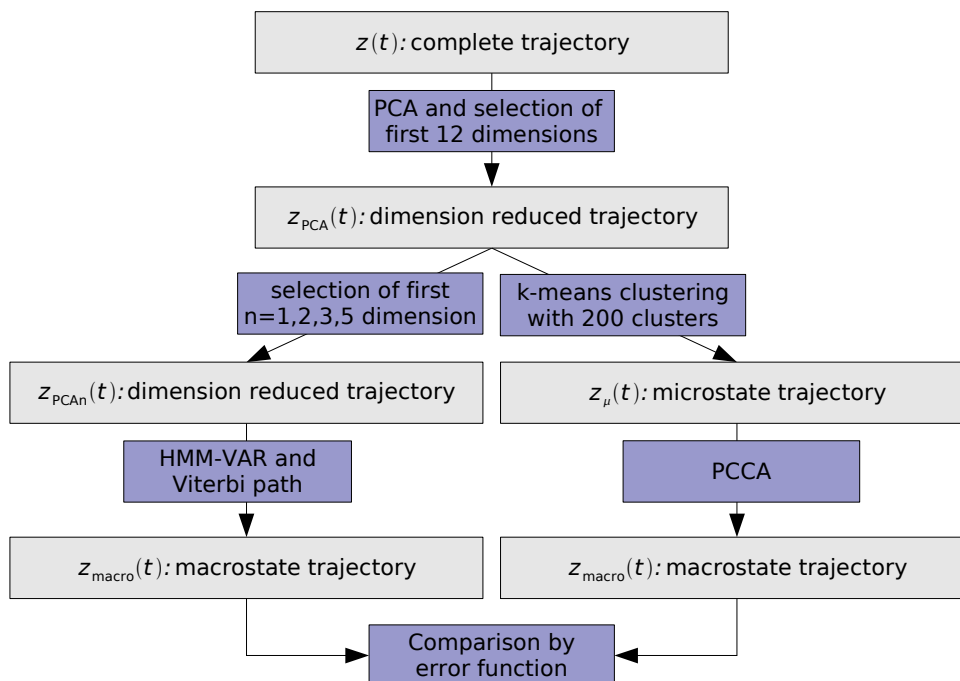 z(t): complete trajectory
PCA and selection of
first 12 dimensions
z_PCA(t): dimension reduced trajectory
selection of first
n=1,2,3,5 dimension
k-means clustering
with 200 clusters
z_PCAn(t): dimension reduced trajectory
z_μ(t): microstate trajectory
HMM-VAR and
Viterbi path
PCCA
z_macro(t): macrostate trajectory
z_macro(t): macrostate trajectory
Comparison by
error function